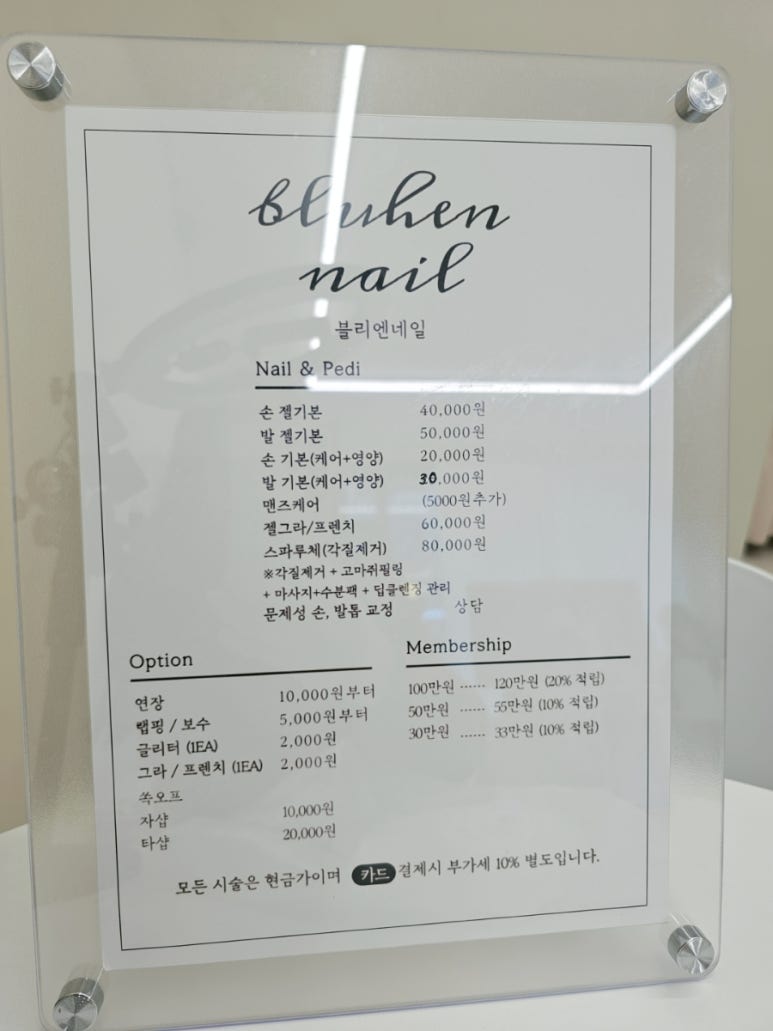 bluhen
nail
블리엔네일
Nail & Pedi
손 젤기본 40,000원
발 젤기본 50,000원
손 기본(케어+영양) 20,000원
발 기본(케어+영양) 30,000원
맨즈케어 (5000원추가)
젤그라/프렌치 60,000원
스파루체(각질제거) 80,000원
※각질제거 + 고마쥐필링
+ 마사지+수분팩 + 딥클렌징 관리
문제성 손, 발톱 교정 상담
Option
연장 10,000원부터
랩핑 / 보수 5,000원부터
글리터 (1EA) 2,000원
그라 / 프렌치 (1EA) 2,000원
쏙오프
자샵 10,000원
타샵 20,000원
Membership
100만원 ...... 120만원 (20% 적립)
50만원 ...... 55만원 (10% 적립)
30만원 ...... 33만원 (10% 적립)
모든 시술은 현금가이며 카드 결제시 부가세 10% 별도입니다.